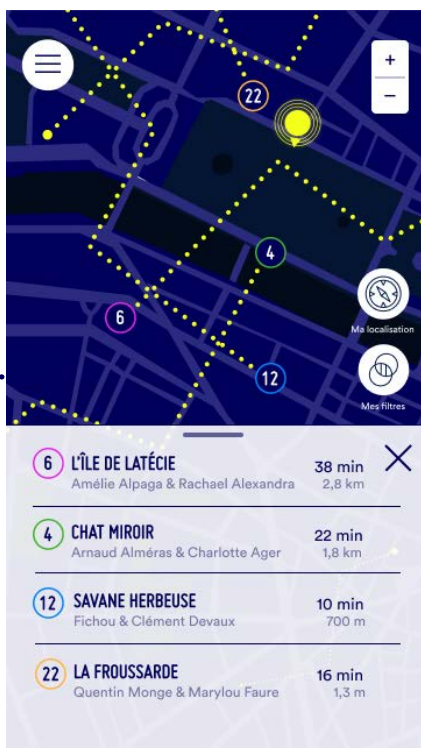 +
22
−
4
Ma localisation
6
12
Mes filtres
6 L'ÎLE DE LATÉCIE 38 min
Amélie Alpaga & Rachael Alexandra 2,8 km
4 CHAT MIROIR 22 min
Arnaud Alméras & Charlotte Ager 1,8 km
12 SAVANE HERBEUSE 10 min
Fichou & Clément Devaux 700 m
22 LA FROUSSARDE 16 min
Quentin Monge & Marylou Faure 1,3 m